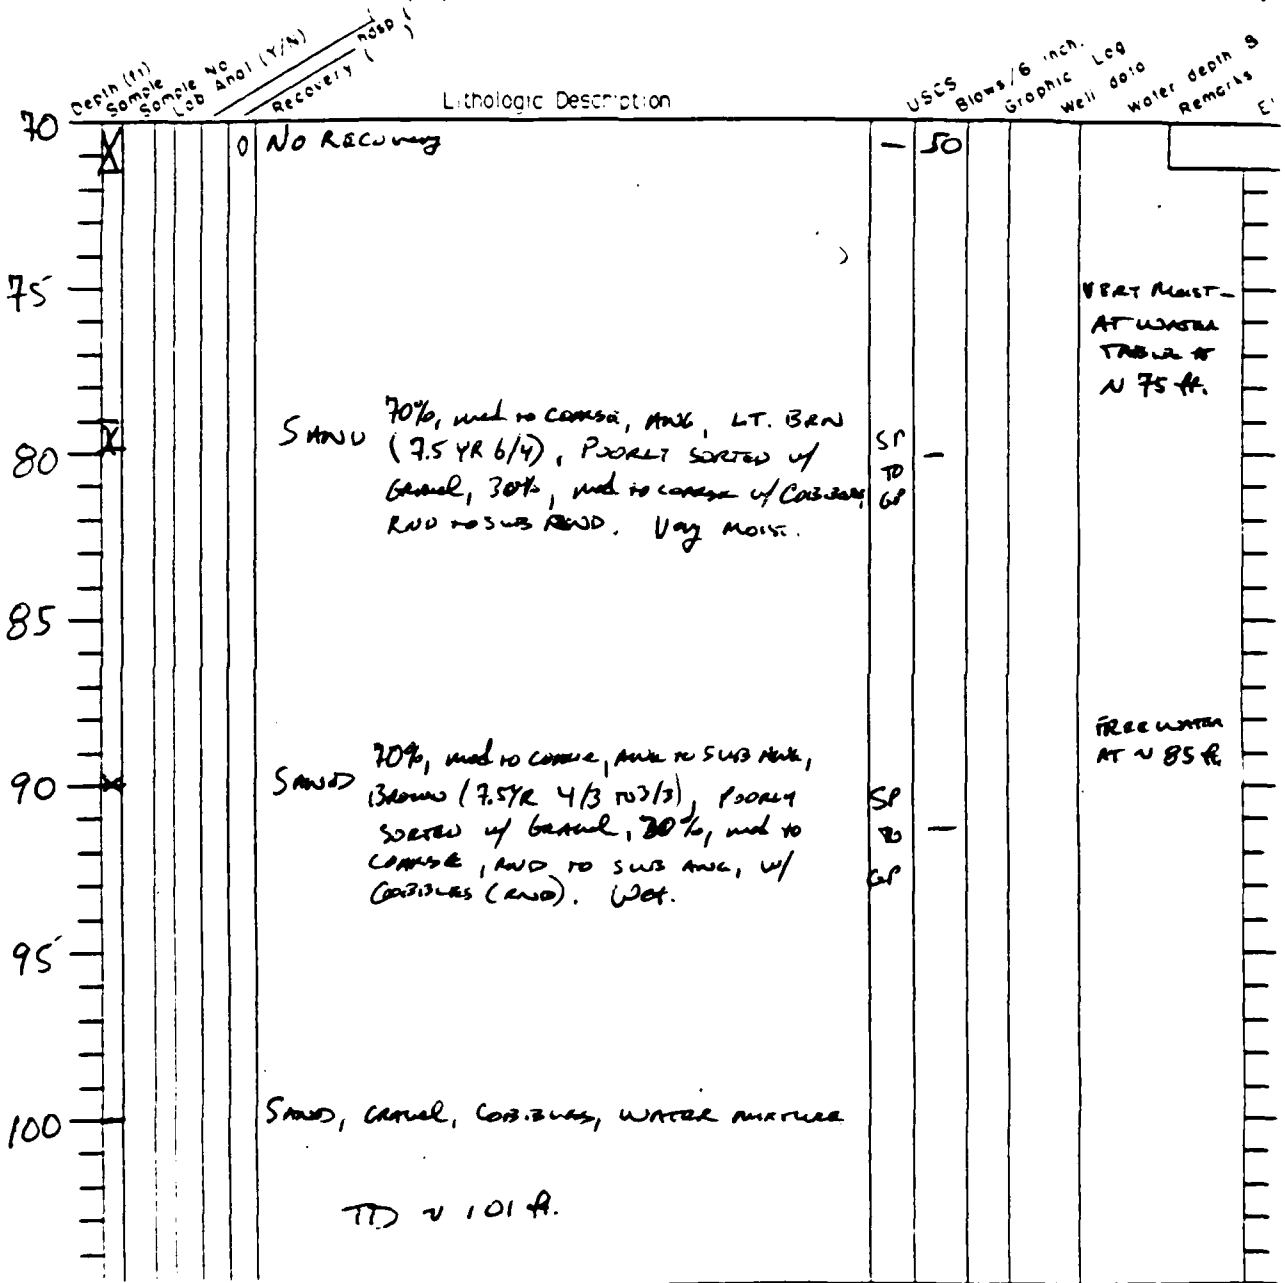 Depth (ft) Sample Sample No Lab Anal (Y/N) Recovery ( Hdsp ( ) Lithologic Description USCS Blows/6 inch. Graphic Log Well data Water depth & Remarks
70
0 No RECovery - 50
75
VERY MOIST-
AT WATER
TABLE AT
~ 75 ft.
SAND 70%, med to COARSE, ANG, LT. BRN
80 (7.5 YR 6/4), POORLY SORTED w/ SP
GRAVEL, 30%, med to coarse w/ COBBLES, TO -
RND TO SUB RND. Very MOIST. GP
85
FREE WATER
AT ~ 85 ft.
SAND 70%, med to coarse, ANG TO SUB ANG,
90 BROWN (7.5YR 4/3 TO 3/3), POORLY SP
SORTED w/ GRAVEL, 30%, med to TO -
COARSE, RND TO SUB ANG, w/ GP
COBBLES (RND). Wet.
95
100 SAND, GRAVEL, COBBLES, WATER MIXTURE
TD ~ 101 ft.